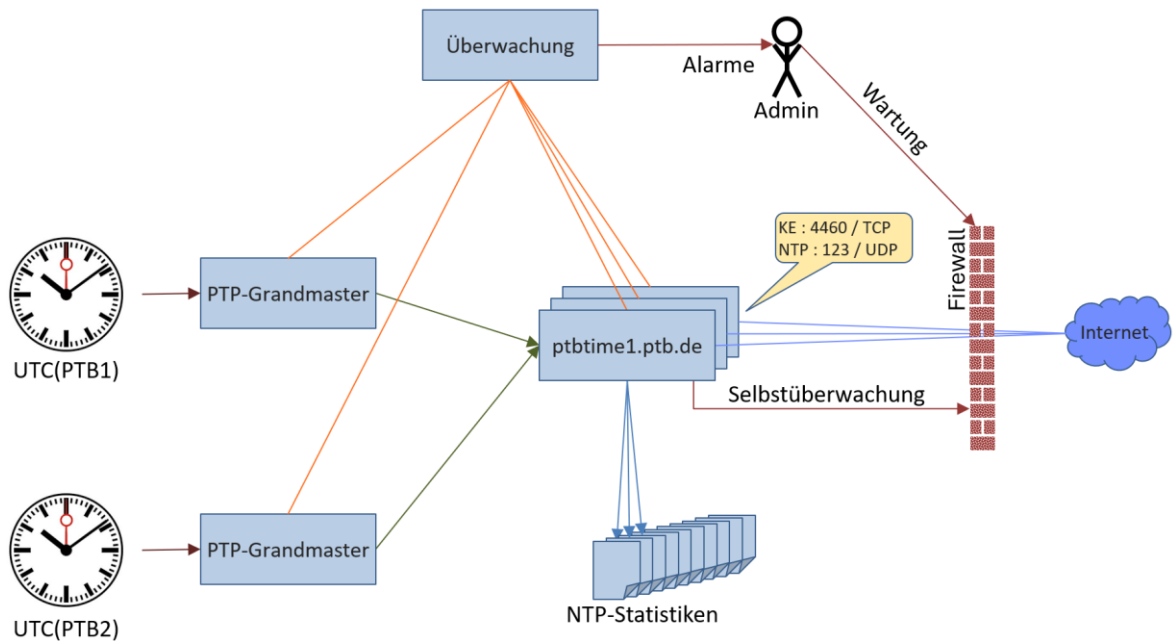 Überwachung
Alarme
Admin
Wartung
KE : 4460 / TCP
NTP : 123 / UDP
Firewall
PTP-Grandmaster
UTC(PTB1)
ptbtime1.ptb.de
Internet
Selbstüberwachung
PTP-Grandmaster
NTP-Statistiken
UTC(PTB2)